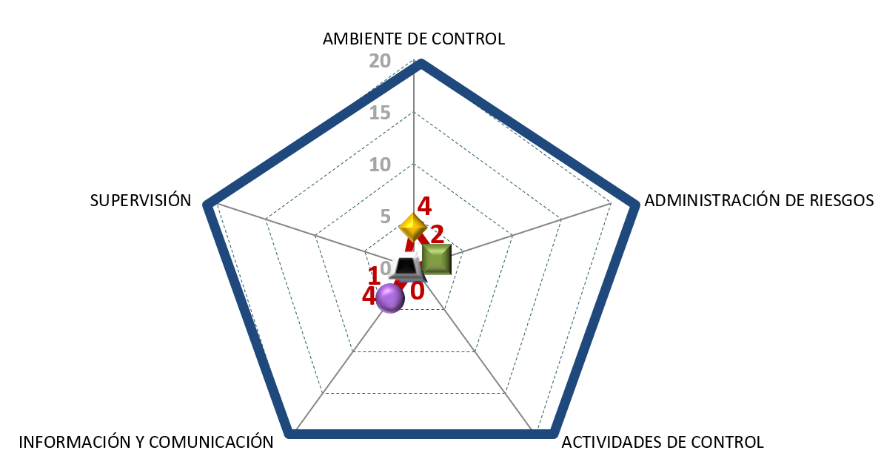 AMBIENTE DE CONTROL
20
15
10
5
0
4
2
0
4
1
SUPERVISIÓN
ADMINISTRACIÓN DE RIESGOS
INFORMACIÓN Y COMUNICACIÓN
ACTIVIDADES DE CONTROL